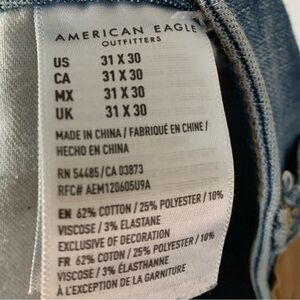 AMERICAN EAGLE
OUTFITTERS
US 31 X 30
CA 31 X 30
MX 31 X 30
UK 31 X 30
MADE IN CHINA / FABRIQUÉ EN CHINE /
HECHO EN CHINA
RN 54485/CA 03873
RFC# AEM120605U9A
EN 62% COTTON / 25% POLYESTER / 10%
VISCOSE / 3% ELASTANE
EXCLUSIVE OF DECORATION
FR 62% COTON / 25% POLYESTER / 10%
VISCOSE / 3% ÉLASTHANNE
À L'EXCEPTION DE LA GARNITURE